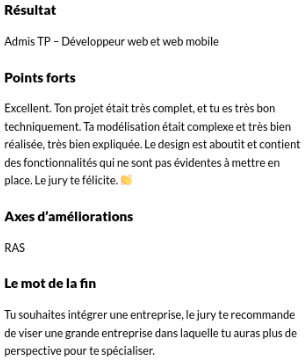 Résultat
Admis TP – Développeur web et web mobile
Points forts
Excellent. Ton projet était très complet, et tu es très bon
techniquement. Ta modélisation était complexe et très bien
réalisée, très bien expliquée. Le design est aboutit et contient
des fonctionnalités qui ne sont pas évidentes à mettre en
place. Le jury te félicite. 👏
Axes d'améliorations
RAS
Le mot de la fin
Tu souhaites intégrer une entreprise, le jury te recommande
de viser une grande entreprise dans laquelle tu auras plus de
perspective pour te spécialiser.